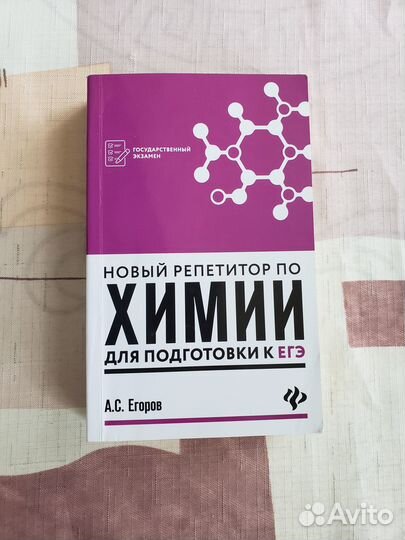 ГОСУДАРСТВЕННЫЙ
ЭКЗАМЕН
НОВЫЙ РЕПЕТИТОР ПО
ХИМИИ
ДЛЯ ПОДГОТОВКИ К ЕГЭ
А.С. Егоров
Avito